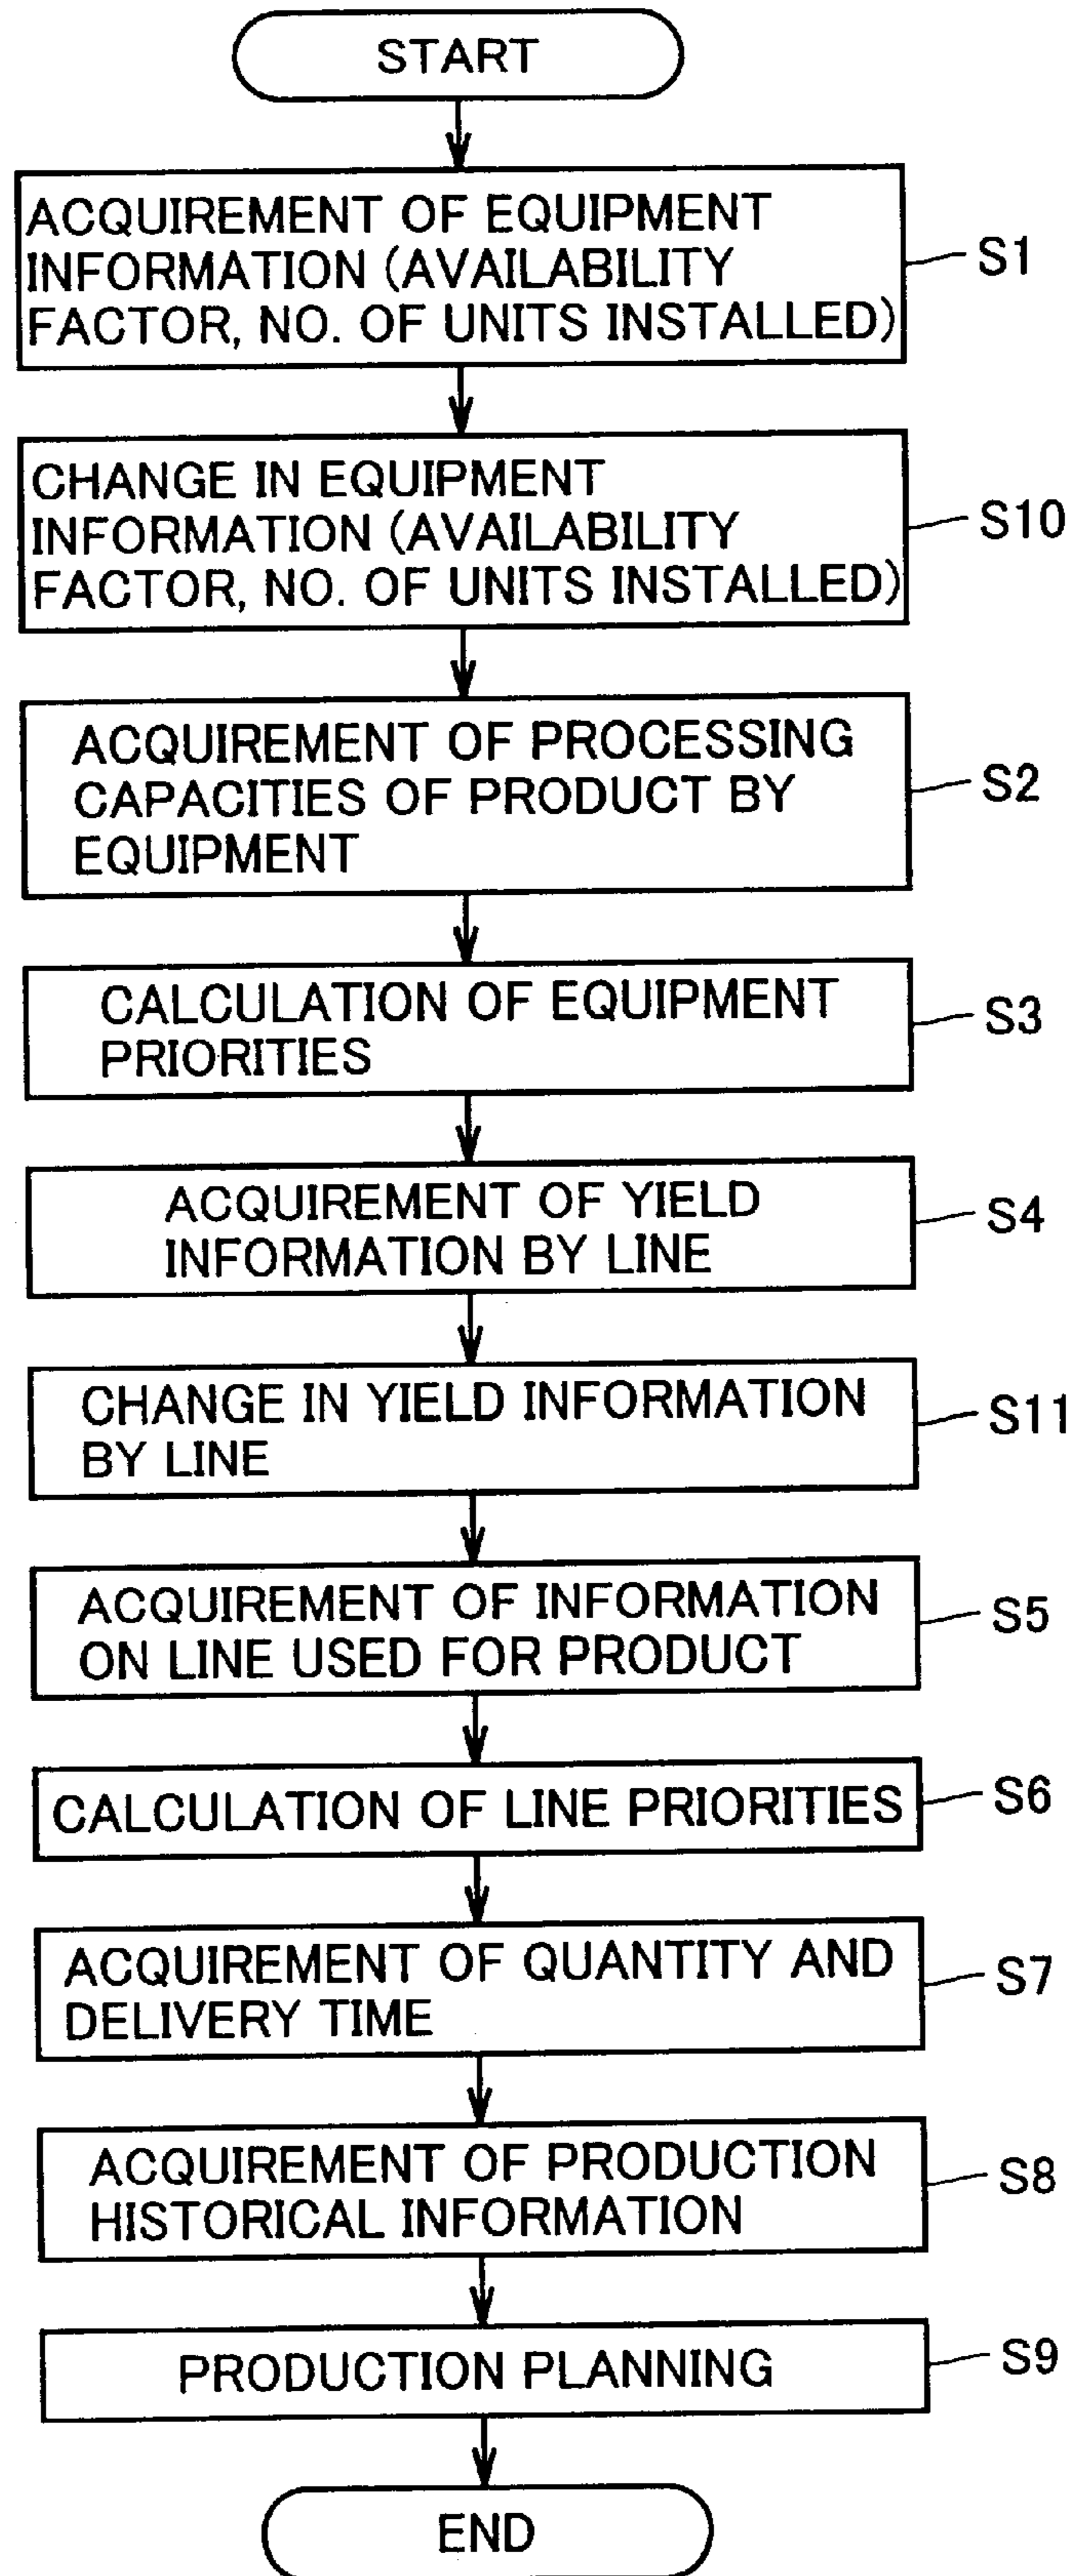 START
ACQUIREMENT OF EQUIPMENT
INFORMATION (AVAILABILITY
FACTOR, NO. OF UNITS INSTALLED)
S1
CHANGE IN EQUIPMENT
INFORMATION (AVAILABILITY
FACTOR, NO. OF UNITS INSTALLED)
S10
ACQUIREMENT OF PROCESSING
CAPACITIES OF PRODUCT BY
EQUIPMENT
S2
CALCULATION OF EQUIPMENT
PRIORITIES
S3
ACQUIREMENT OF YIELD
INFORMATION BY LINE
S4
CHANGE IN YIELD INFORMATION
BY LINE
S11
ACQUIREMENT OF INFORMATION
ON LINE USED FOR PRODUCT
S5
CALCULATION OF LINE PRIORITIES
S6
ACQUIREMENT OF QUANTITY AND
DELIVERY TIME
S7
ACQUIREMENT OF PRODUCTION
HISTORICAL INFORMATION
S8
PRODUCTION PLANNING
S9
END